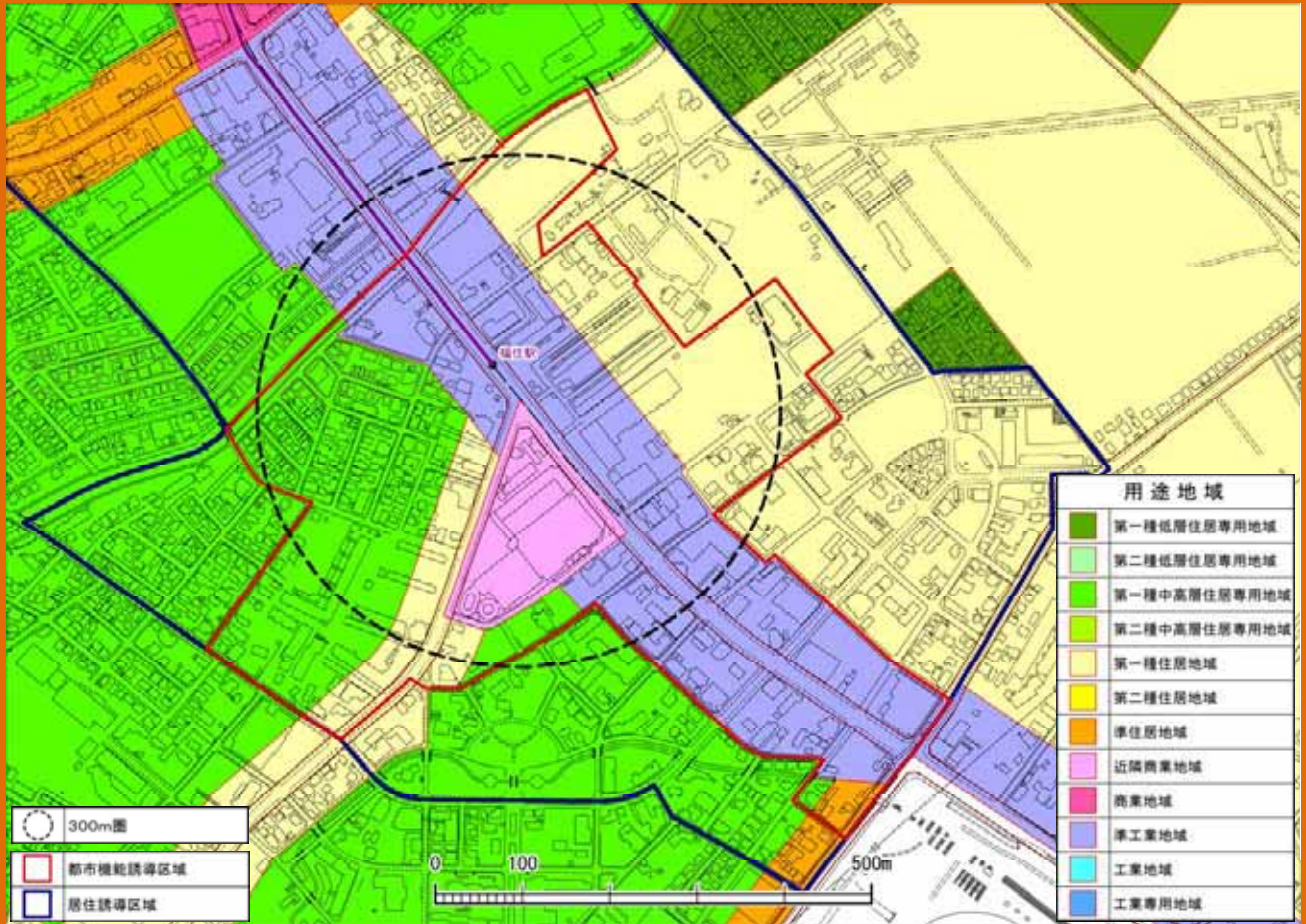 福住駅
用途地域
第一種低層住居専用地域
第二種低層住居専用地域
第一種中高層住居専用地域
第二種中高層住居専用地域
第一種住居地域
第二種住居地域
準住居地域
近隣商業地域
商業地域
準工業地域
工業地域
工業専用地域
300m圏
都市機能誘導区域
居住誘導区域
0 100 500m